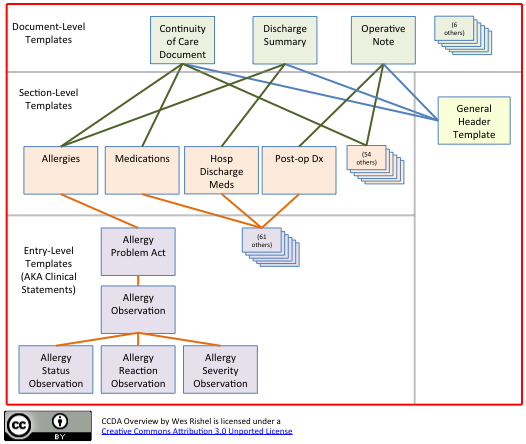 Document-Level
Templates
Continuity
of Care
Document
Discharge
Summary
Operative
Note
(6
others)
Section-Level
Templates
General
Header
Template
Allergies
Medications
Hosp
Discharge
Meds
Post-op Dx
(54
others)
Entry-Level
Templates
(AKA Clinical
Statements)
Allergy
Problem Act
(61
others)
Allergy
Observation
Allergy
Status
Observation
Allergy
Reaction
Observation
Allergy
Severity
Observation
cc
BY
CCDA Overview by Wes Rishel is licensed under a
Creative Commons Attribution 3.0 Unported License